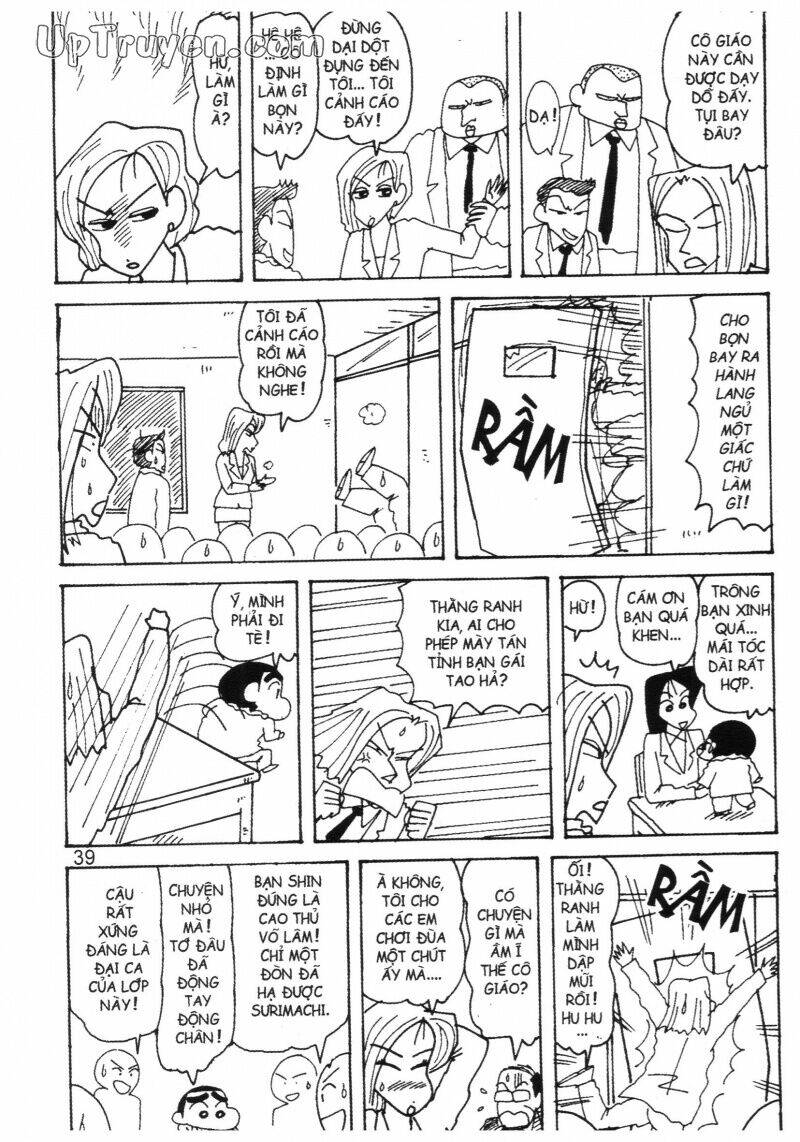 UpTruyen.com
CÔ GIÁO
NÀY CẦN
ĐƯỢC DẠY
DỖ ĐẤY.
TỤI BAY
ĐÂU?
DẠ!
ĐỪNG
DẠI DỘT
ĐỤNG ĐẾN
TÔI... TÔI
CẢNH CÁO
ĐẤY!
HÊ HÊ
... CÔ
ĐỊNH
LÀM GÌ
BỌN
NÀY?
HỪ,
LÀM
GÌ
À?
CHO
BỌN
BAY RA
HÀNH
LANG
NGỦ
MỘT
GIẤC
CHỨ
LÀM
GÌ!
RẦM
TÔI ĐÃ
CẢNH CÁO
RỒI MÀ
KHÔNG
NGHE!
TRÔNG
BẠN XINH
QUÁ...
MÁI TÓC
DÀI RẤT
HỢP.
CÁM ƠN
BẠN QUÁ
KHEN...
HỪ!
THẰNG RANH
KIA, AI CHO
PHÉP MÀY TÁN
TỈNH BẠN GÁI
TAO HẢ?
Ý, MÌNH
PHẢI ĐI
TÈ!
ỐI!
THẰNG
RANH
LÀM
MÌNH
DẬP
MŨI
RỒI!
HU HU
...
RẦM
CÓ
CHUYỆN
GÌ MÀ
ẦM Ĩ
THẾ CÔ
GIÁO?
À KHÔNG,
TÔI CHO
CÁC EM
CHƠI ĐÙA
MỘT CHÚT
ẤY MÀ....
BẠN SHIN
ĐÚNG LÀ
CAO THỦ
VÕ LÂM!
CHỈ MỘT
ĐÒN ĐÃ
HẠ ĐƯỢC
SURIMACHI.
CHUYỆN
NHỎ
MÀ!
TỚ ĐÂU
ĐÃ
ĐỘNG
TAY
ĐỘNG
CHÂN!
CẬU
RẤT
XỨNG
ĐÁNG LÀ
ĐẠI CA
CỦA LỚP
NÀY!
39